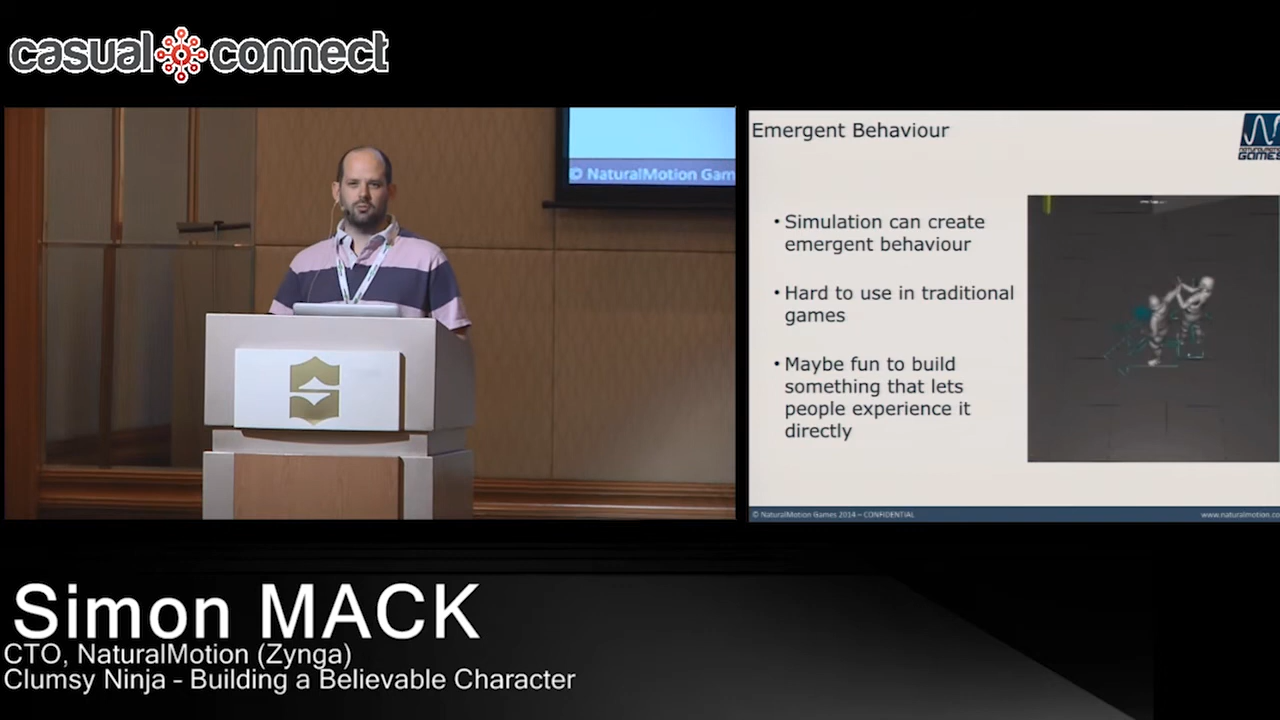 casual connect
© NaturalMotion Gam
Emergent Behaviour
GAMES
• Simulation can create
emergent behaviour
• Hard to use in traditional
games
• Maybe fun to build
something that lets
people experience it
directly
© NaturalMotion Games 2014 – CONFIDENTIAL
www.naturalmotion.co
Simon MACK
CTO, NaturalMotion (Zynga)
Clumsy Ninja - Building a Believable Character